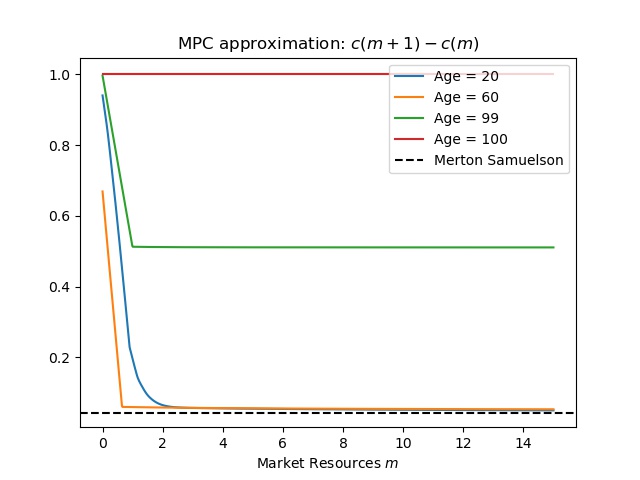 MPC approximation: c(m + 1) − c(m)
1.0
0.8
0.6
0.4
0.2
Age = 20
Age = 60
Age = 99
Age = 100
Merton Samuelson
0 2 4 6 8 10 12 14
Market Resources m